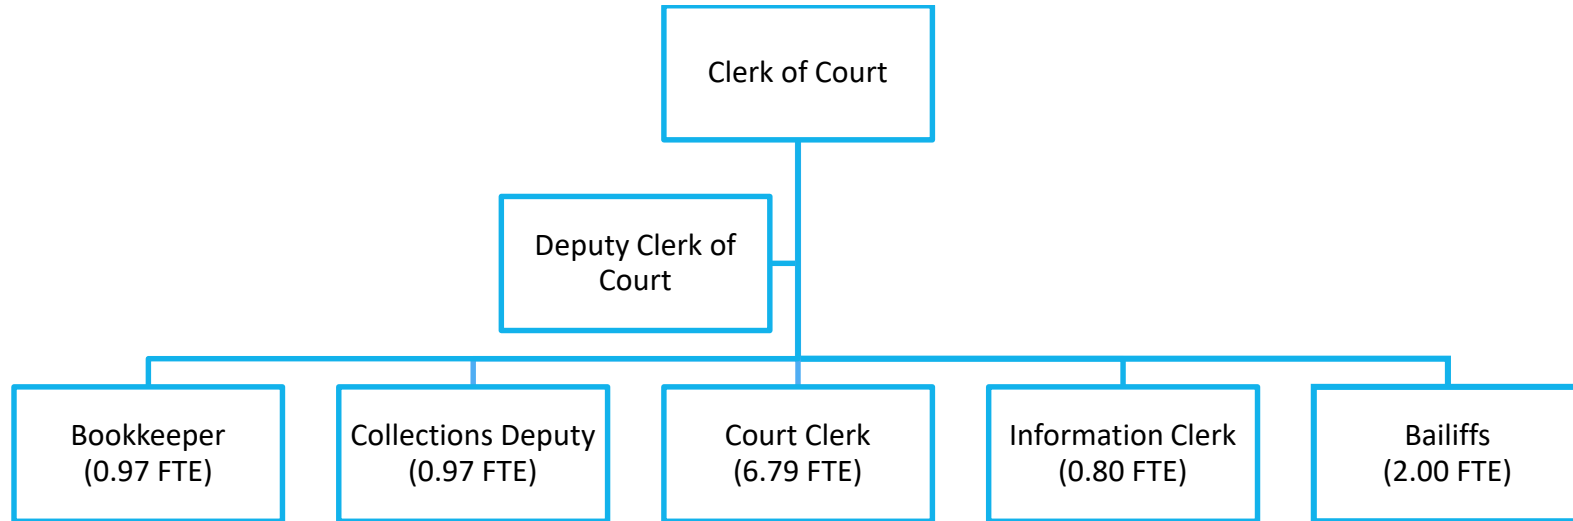 Clerk of Court
Deputy Clerk of
Court
Bookkeeper
(0.97 FTE)
Collections Deputy
(0.97 FTE)
Court Clerk
(6.79 FTE)
Information Clerk
(0.80 FTE)
Bailiffs
(2.00 FTE)